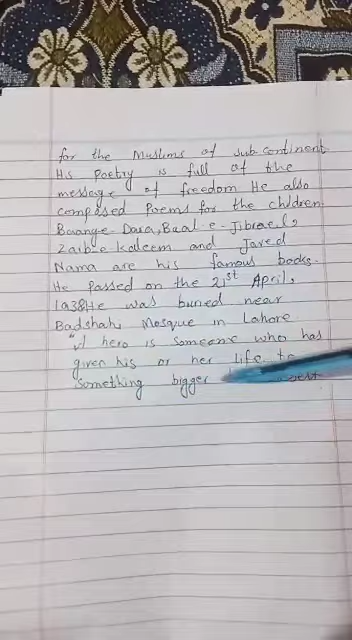 for the Muslims of sub-continent
His Poetry is full of the
message of freedom He also
composed Poems for the children.
Baange-Dara, Baal-e-Jibraeel,
Zarb-e-kaleem and Javed
Nama are his famous books.
He passed on the 21st April,
1938 He was buried near
Badshahi Mosque in Lahore
"A hero is someone who has
given his or her life to
Something bigger